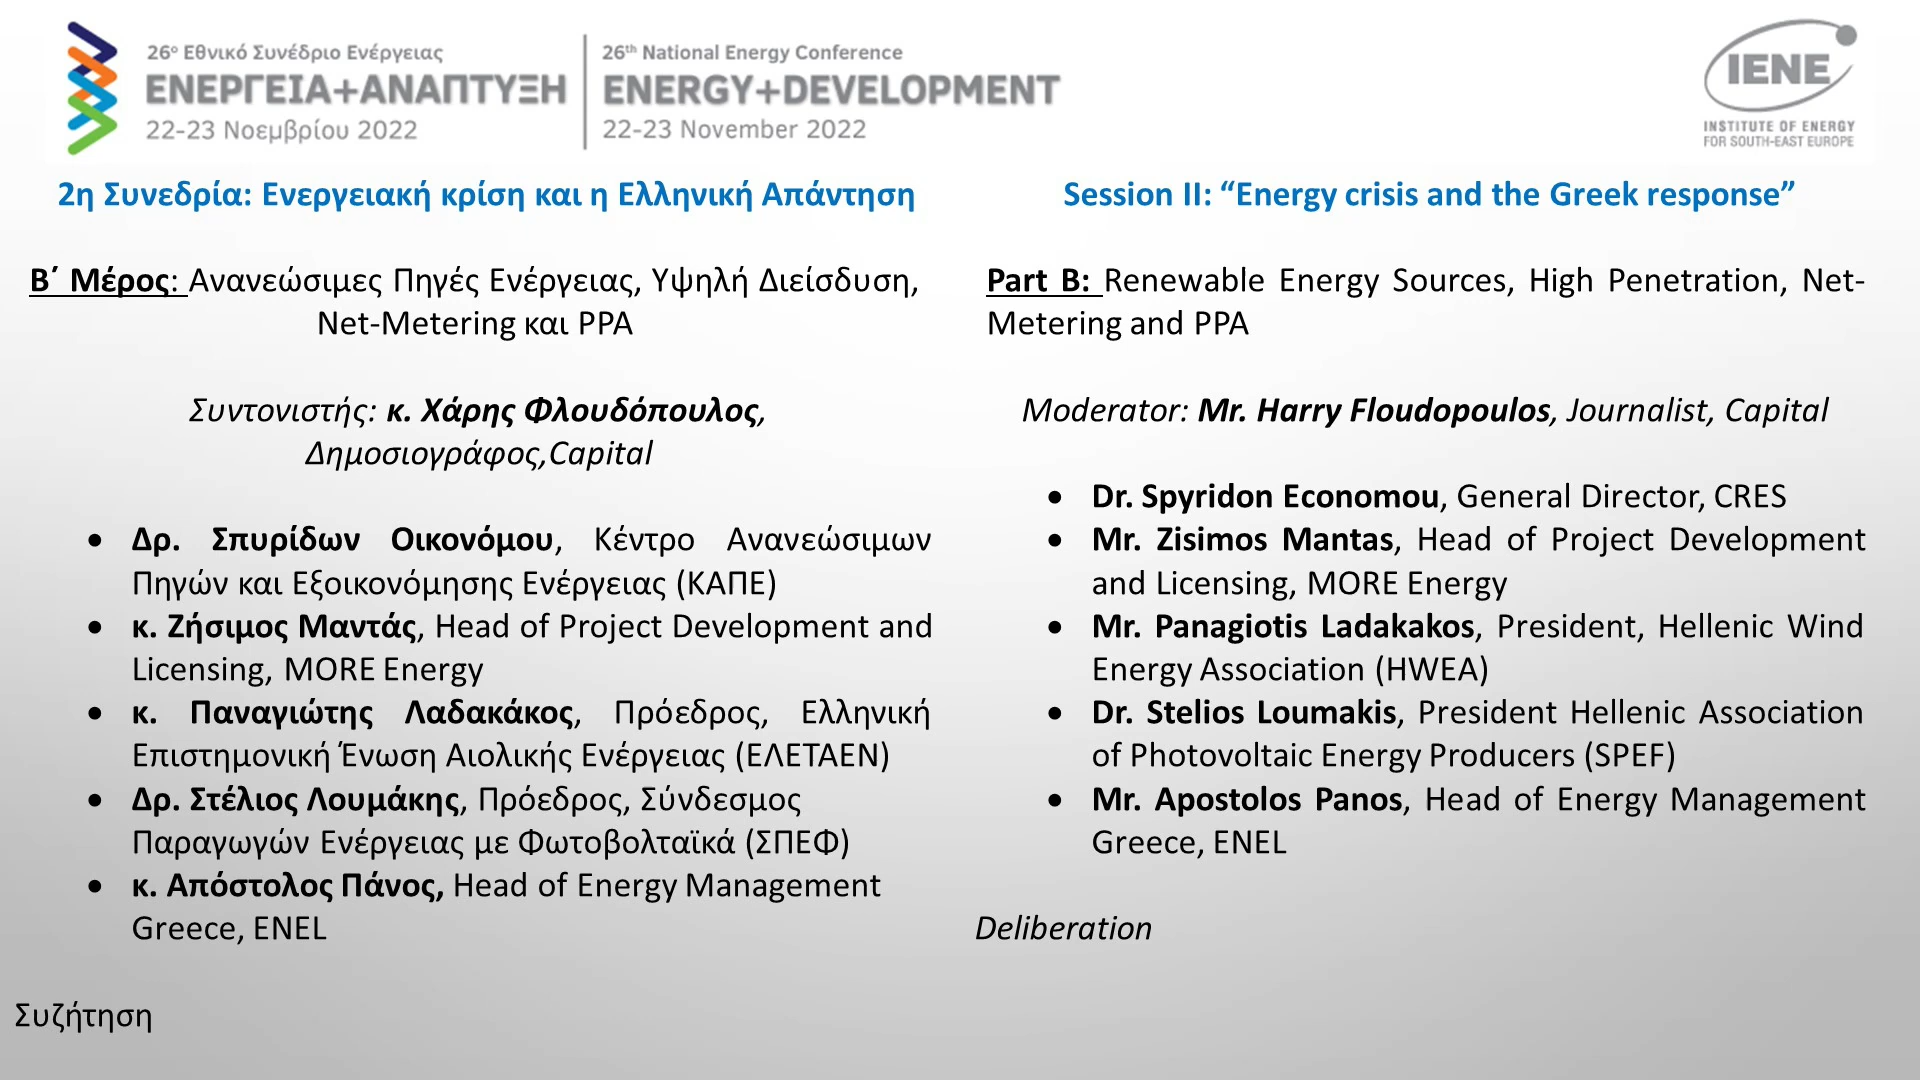 26ο Εθνικό Συνέδριο Ενέργειας
ΕΝΕΡΓΕΙΑ+ΑΝΑΠΤΥΞΗ
22-23 Νοεμβρίου 2022
26th National Energy Conference
ENERGY+DEVELOPMENT
22-23 November 2022
IENE
INSTITUTE OF ENERGY
FOR SOUTH-EAST EUROPE
2η Συνεδρία: Ενεργειακή κρίση και η Ελληνική Απάντηση
Β΄ Μέρος: Ανανεώσιμες Πηγές Ενέργειας, Υψηλή Διείσδυση,
Net-Metering και PPA
Συντονιστής: κ. Χάρης Φλουδόπουλος,
Δημοσιογράφος,Capital
• Δρ. Σπυρίδων Οικονόμου, Κέντρο Ανανεώσιμων
Πηγών και Εξοικονόμησης Ενέργειας (ΚΑΠΕ)
• κ. Ζήσιμος Μαντάς, Head of Project Development and
Licensing, MORE Energy
• κ. Παναγιώτης Λαδακάκος, Πρόεδρος, Ελληνική
Επιστημονική Ένωση Αιολικής Ενέργειας (ΕΛΕΤΑΕΝ)
• Δρ. Στέλιος Λουμάκης, Πρόεδρος, Σύνδεσμος
Παραγωγών Ενέργειας με Φωτοβολταϊκά (ΣΠΕΦ)
• κ. Απόστολος Πάνος, Head of Energy Management
Greece, ENEL
Συζήτηση
Session II: “Energy crisis and the Greek response”
Part B: Renewable Energy Sources, High Penetration, Net-
Metering and PPA
Moderator: Mr. Harry Floudopoulos, Journalist, Capital
• Dr. Spyridon Economou, General Director, CRES
• Mr. Zisimos Mantas, Head of Project Development
and Licensing, MORE Energy
• Mr. Panagiotis Ladakakos, President, Hellenic Wind
Energy Association (HWEA)
• Dr. Stelios Loumakis, President Hellenic Association
of Photovoltaic Energy Producers (SPEF)
• Mr. Apostolos Panos, Head of Energy Management
Greece, ENEL
Deliberation